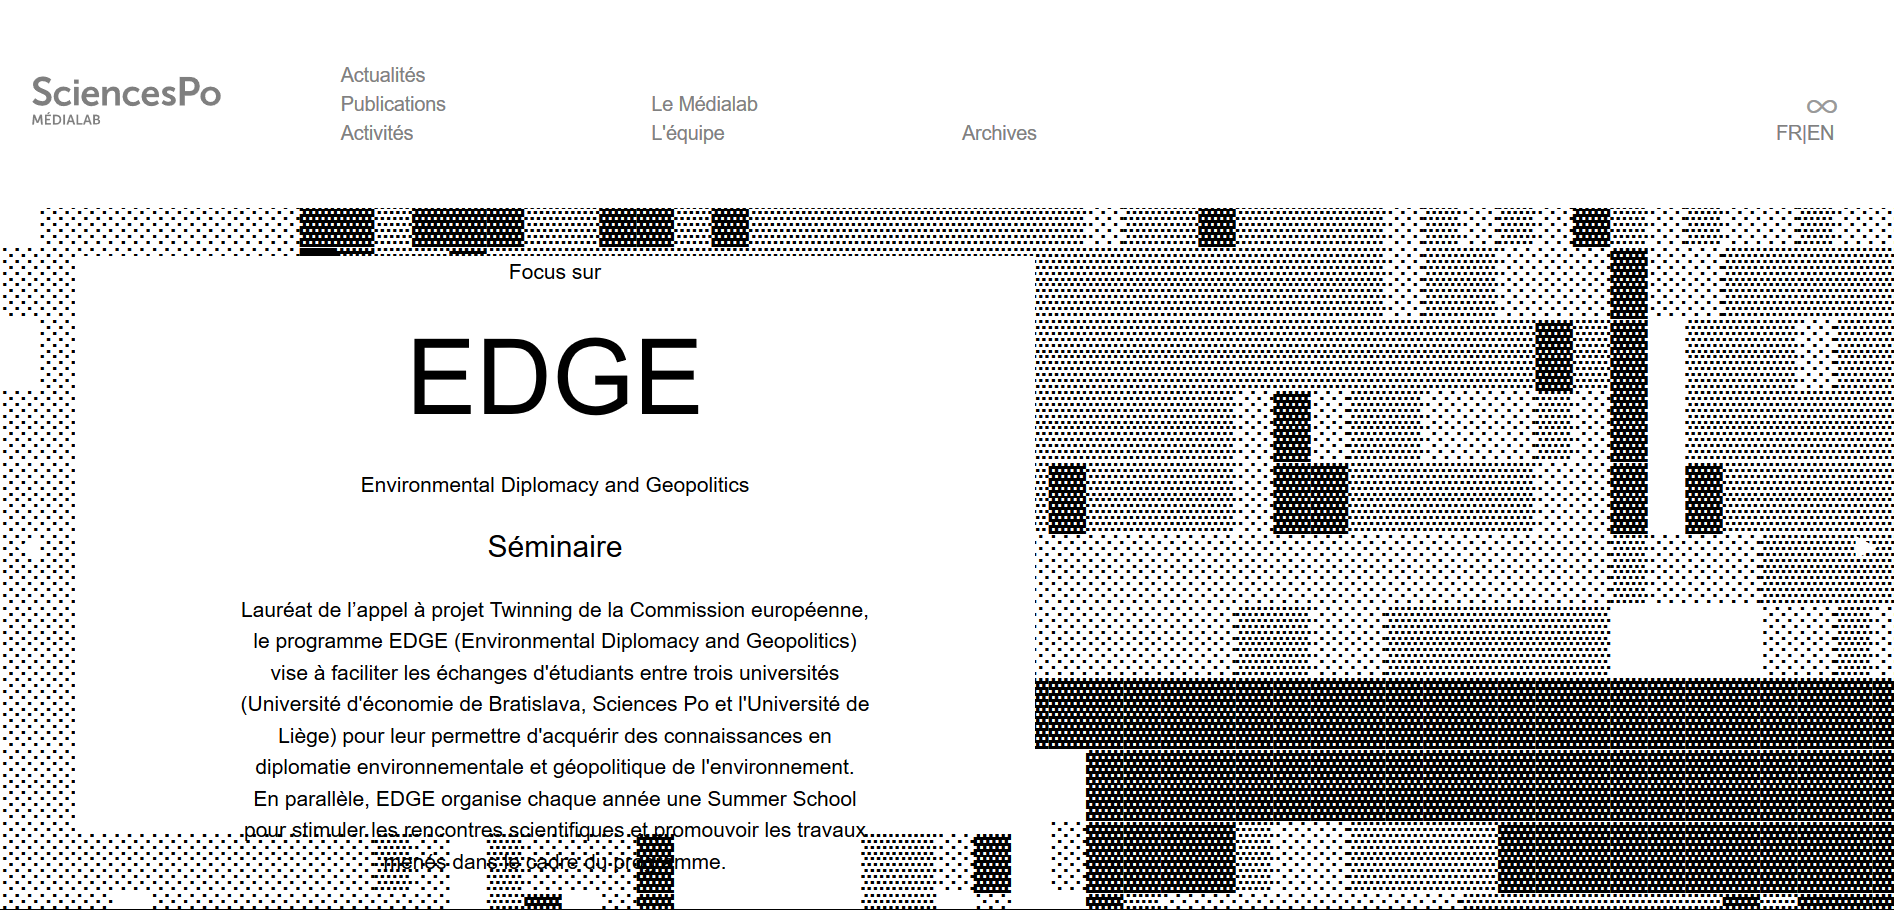 SciencesPo
MÉDIALAB
Actualités
Publications
Activités
Le Médialab
L'équipe
Archives
FR|EN
Focus sur
EDGE
Environmental Diplomacy and Geopolitics
Séminaire
Lauréat de l’appel à projet Twinning de la Commission européenne,
le programme EDGE (Environmental Diplomacy and Geopolitics)
vise à faciliter les échanges d'étudiants entre trois universités
(Université d'économie de Bratislava, Sciences Po et l'Université de
Liège) pour leur permettre d'acquérir des connaissances en
diplomatie environnementale et géopolitique de l'environnement.
En parallèle, EDGE organise chaque année une Summer School
pour stimuler les rencontres scientifiques et promouvoir les travaux
menés dans le cadre du programme.